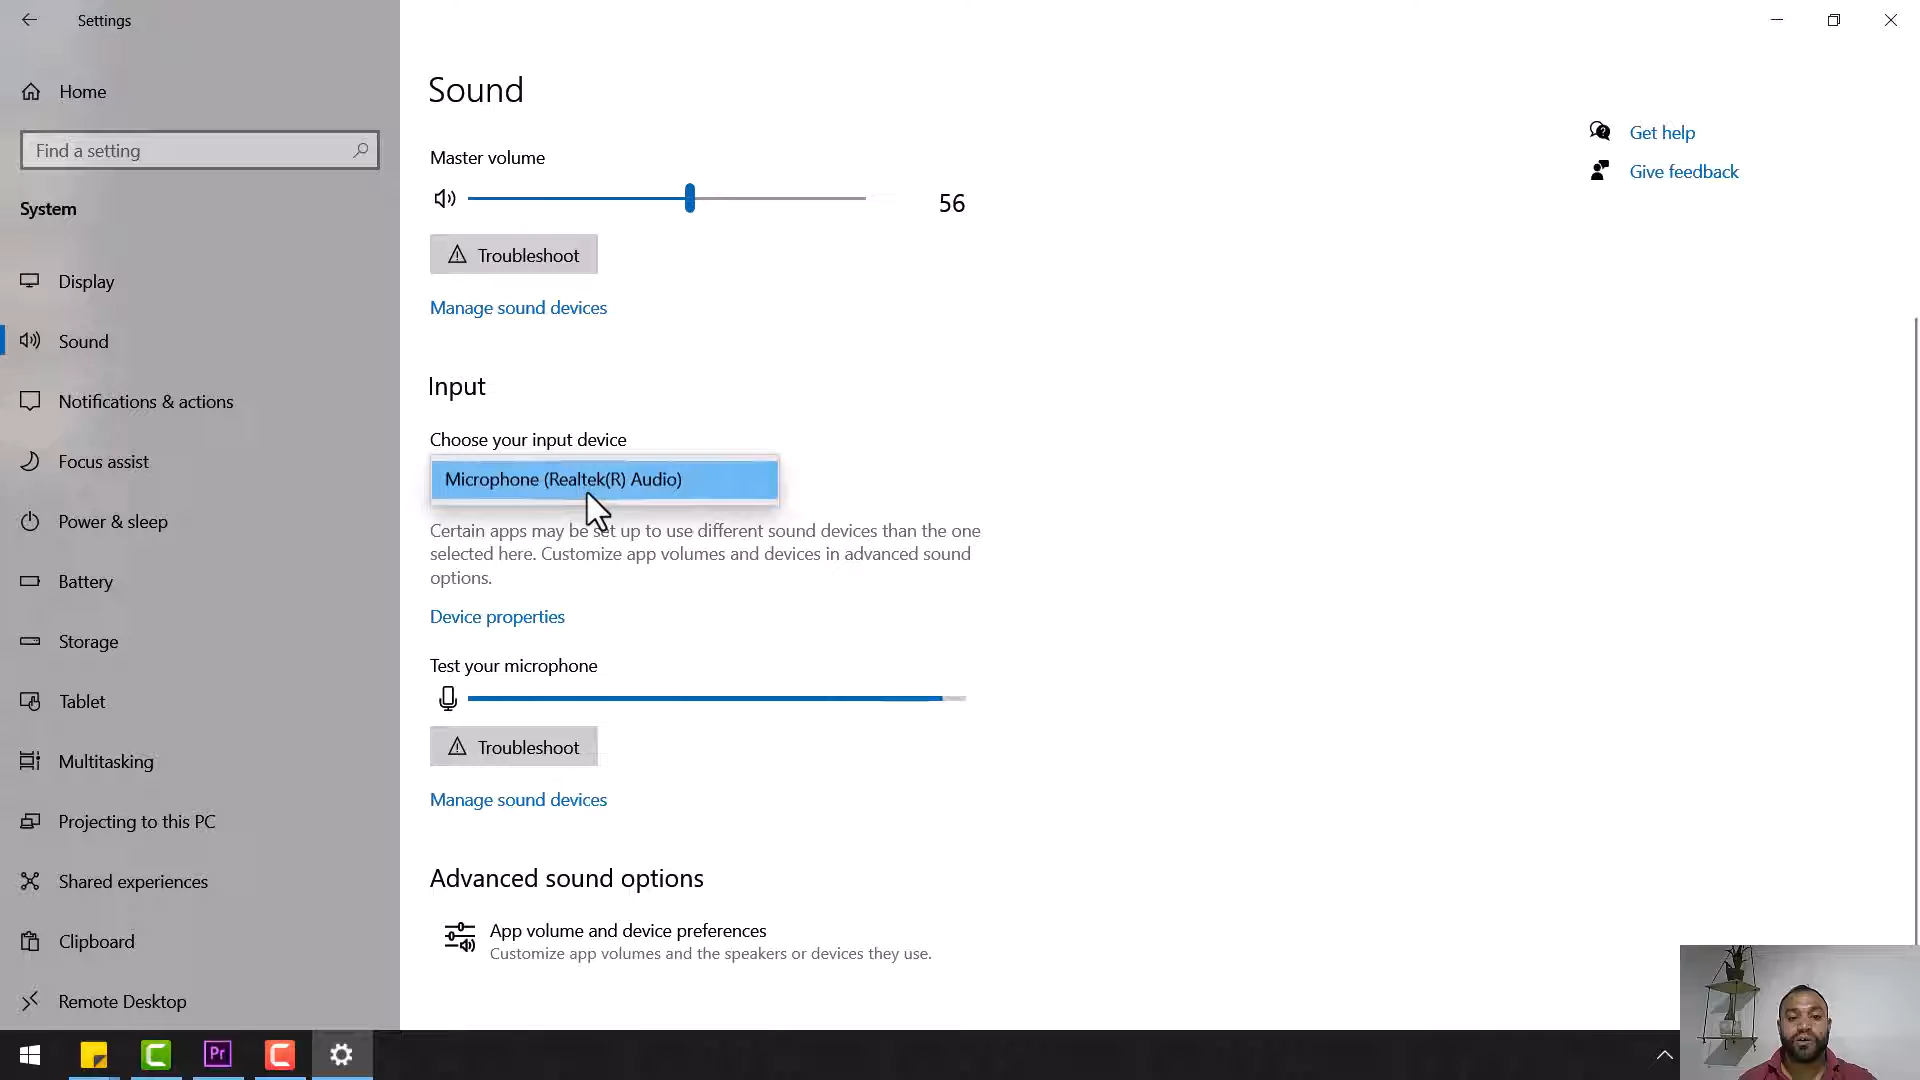 Settings
Home
Find a setting
System
Display
Sound
Notifications & actions
Focus assist
Power & sleep
Battery
Storage
Tablet
Multitasking
Projecting to this PC
Shared experiences
Clipboard
Remote Desktop
Sound
Master volume
56
Troubleshoot
Manage sound devices
Input
Choose your input device
Microphone (Realtek(R) Audio)
Certain apps may be set up to use different sound devices than the one
selected here. Customize app volumes and devices in advanced sound
options.
Device properties
Test your microphone
Troubleshoot
Manage sound devices
Advanced sound options
App volume and device preferences
Customize app volumes and the speakers or devices they use.
Get help
Give feedback
Pr